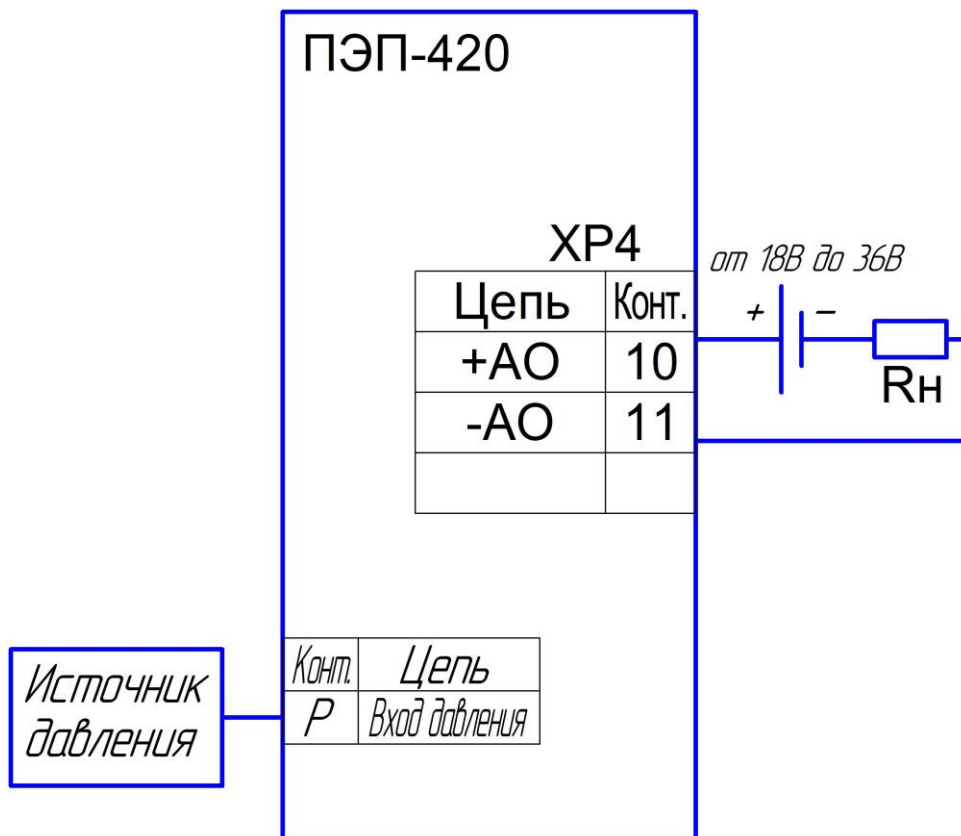 ПЭП-420
ХР4
от 18В до 36В
Цепь Конт.
+ −
+АО 10
Rн
-АО 11
Конт. Цепь
Источник
давления
Р Вход давления